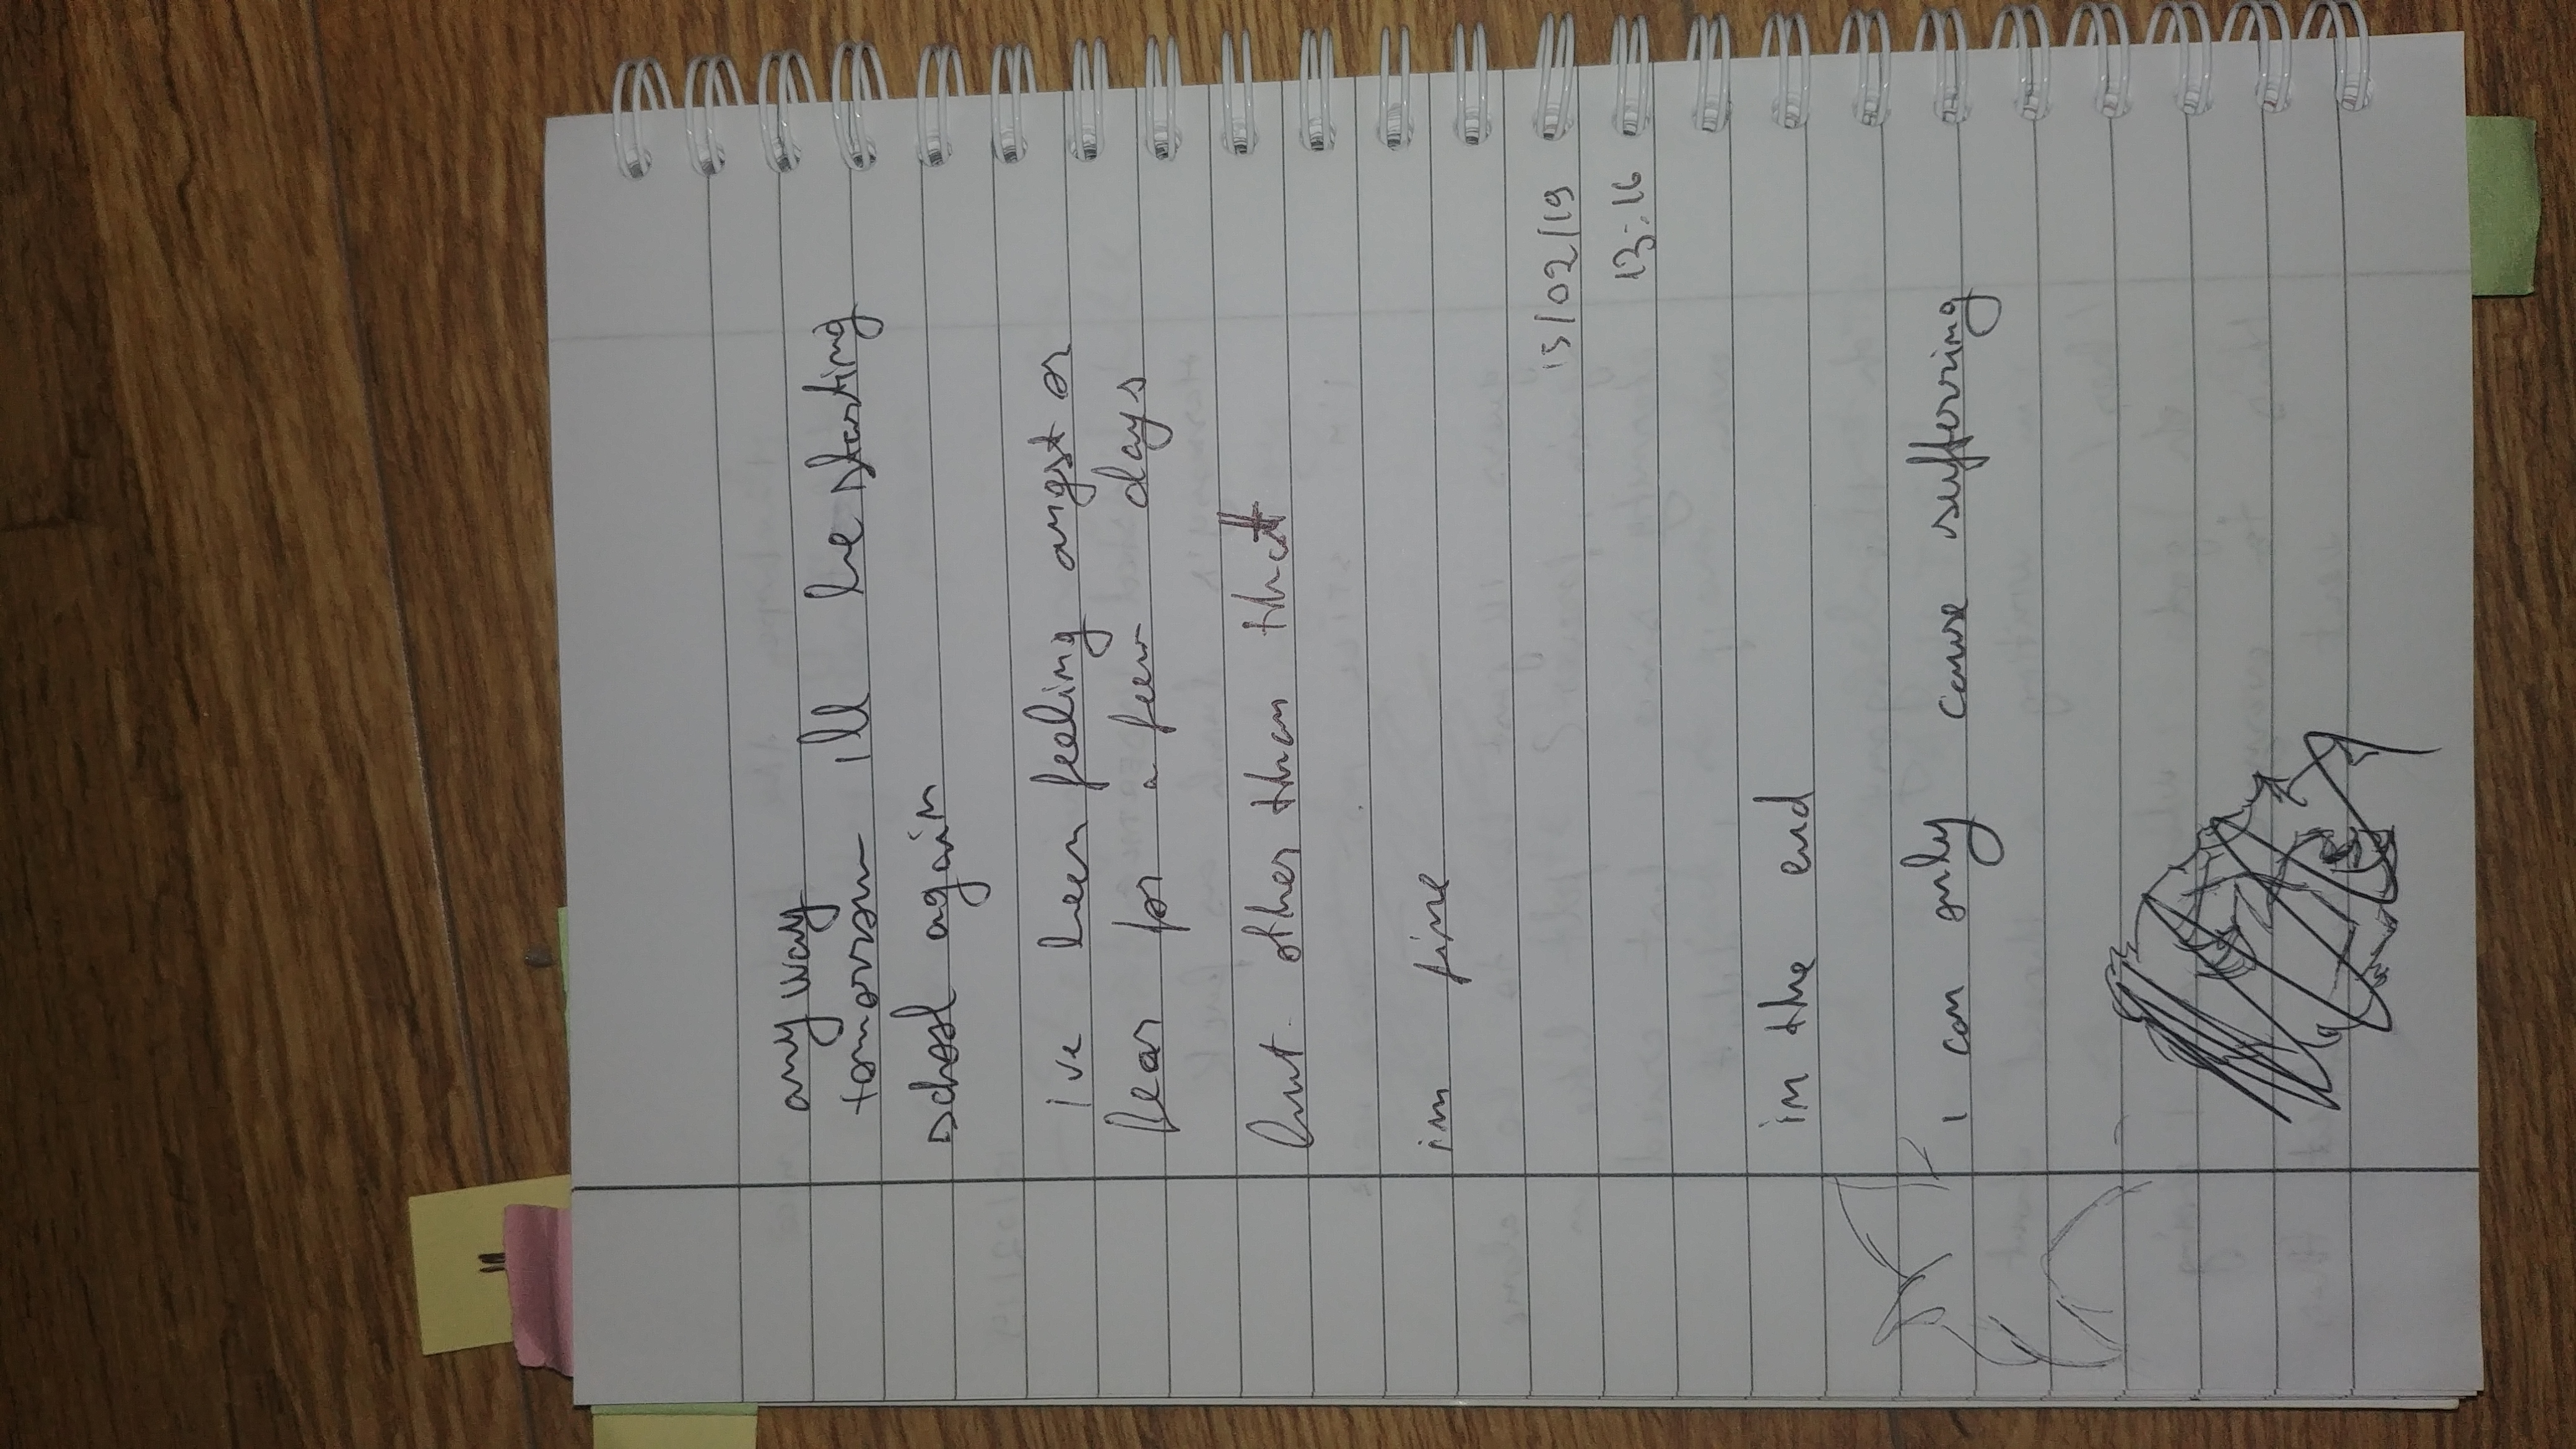 anyway
tomorrow ill be starting
school again
ive been feeling angst or
fear for a few days
but other than that
im fine
15/02/19
13:16
in the end
i can only cause sufferring